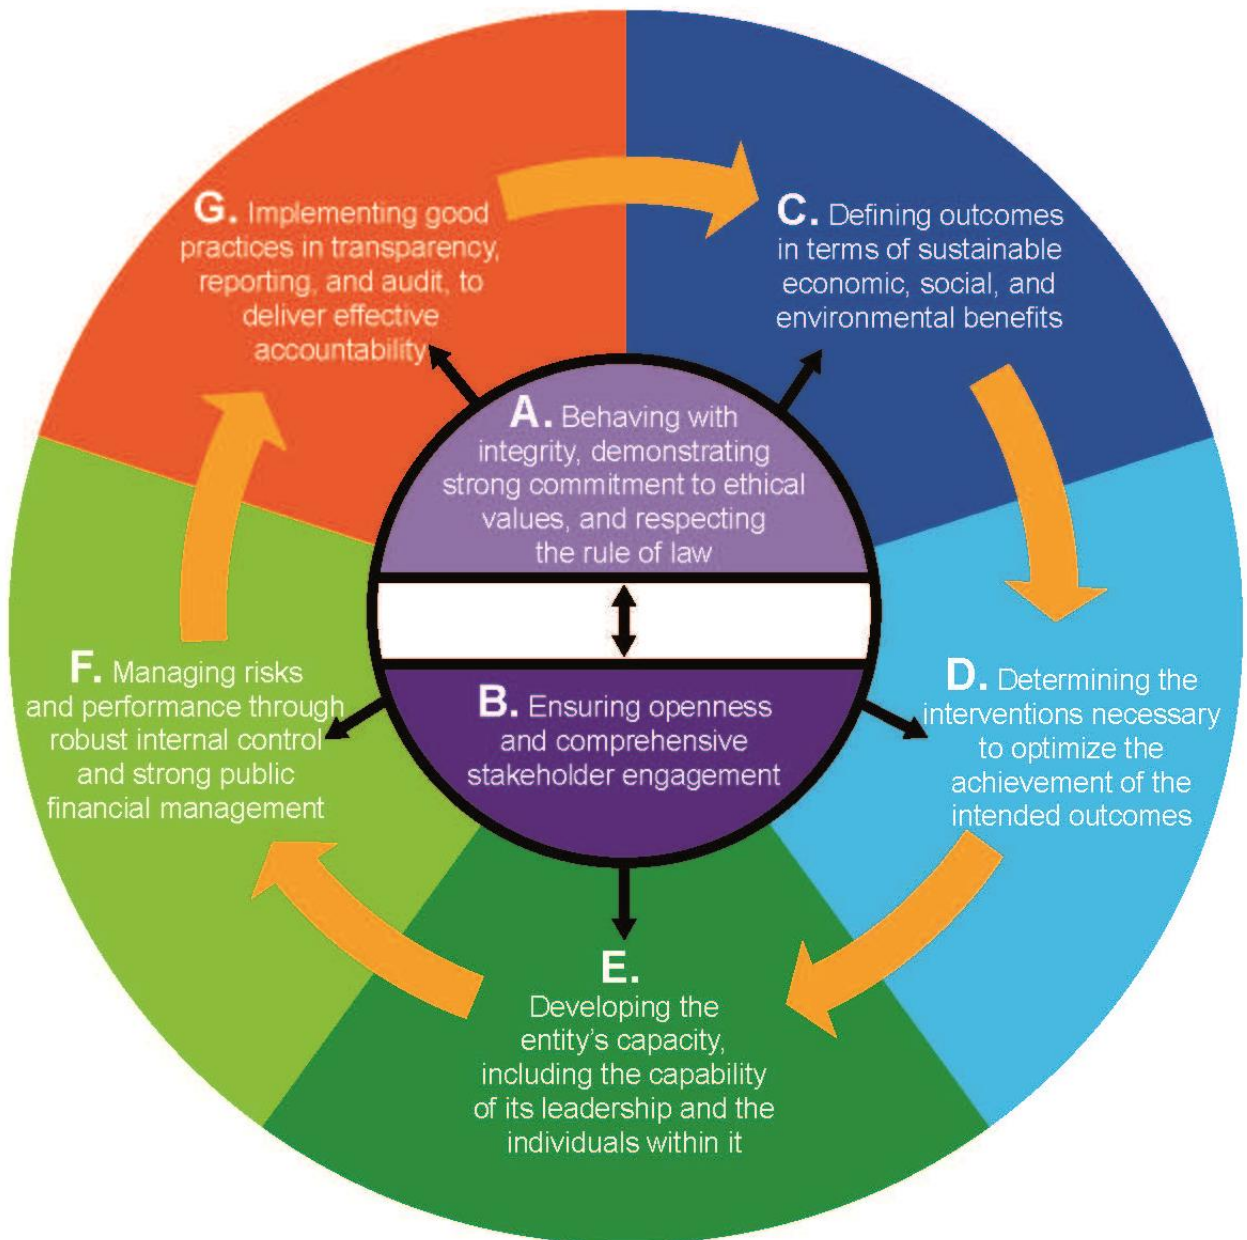 G. Implementing good
practices in transparency,
reporting, and audit, to
deliver effective
accountability
C. Defining outcomes
in terms of sustainable
economic, social, and
environmental benefits
A. Behaving with
integrity, demonstrating
strong commitment to ethical
values, and respecting
the rule of law
B. Ensuring openness
and comprehensive
stakeholder engagement
D. Determining the
interventions necessary
to optimize the
achievement of the
intended outcomes
E.
Developing the
entity's capacity,
including the capability
of its leadership and the
individuals within it
F. Managing risks
and performance through
robust internal control
and strong public
financial management